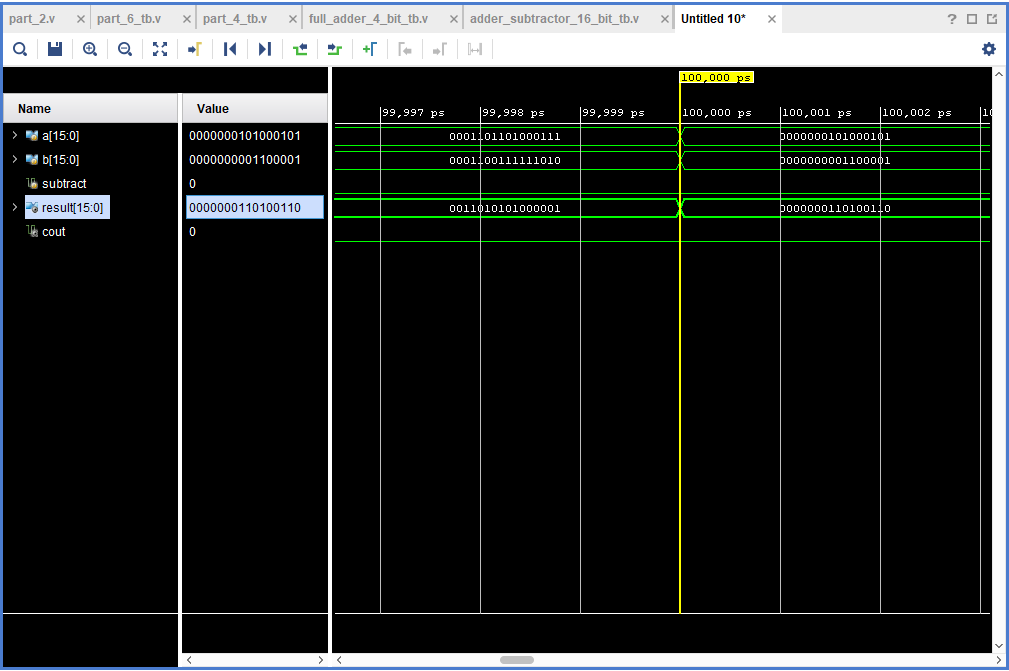 part_2.v part_6_tb.v part_4_tb.v full_adder_4_bit_tb.v adder_subtractor_16_bit_tb.v Untitled 10*
100,000 ps
Name Value
99,997 ps 99,998 ps 99,999 ps 100,000 ps 100,001 ps 100,002 ps
a[15:0] 0000000101000101 0001101101000111 0000000101000101
b[15:0] 0000000001100001 0001100111111010 0000000001100001
subtract 0
result[15:0] 0000000110100110 0011010101000001 0000000110100110
cout 0